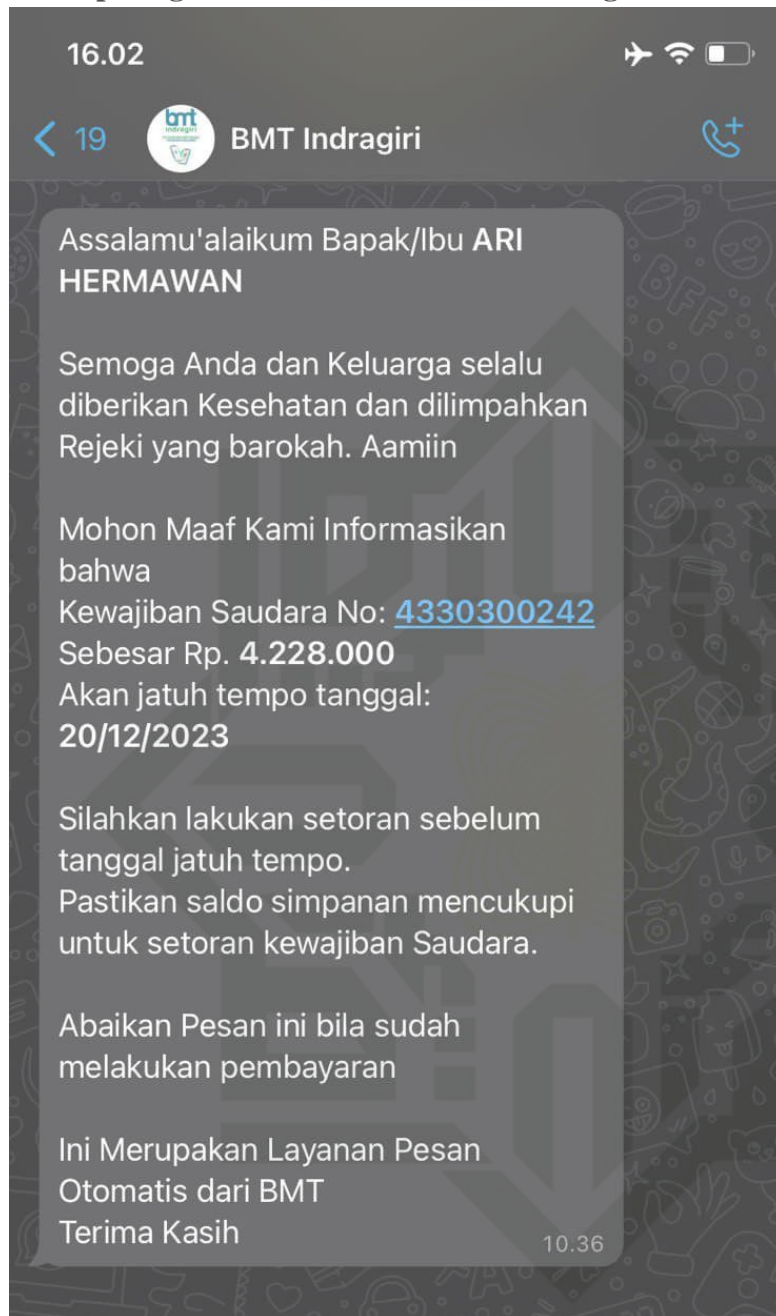 16.02
19
bmt
indragiri
BMT Indragiri
Assalamu'alaikum Bapak/Ibu ARI
HERMAWAN
Semoga Anda dan Keluarga selalu
diberikan Kesehatan dan dilimpahkan
Rejeki yang barokah. Aamiin
Mohon Maaf Kami Informasikan
bahwa
Kewajiban Saudara No: 4330300242
Sebesar Rp. 4.228.000
Akan jatuh tempo tanggal:
20/12/2023
Silahkan lakukan setoran sebelum
tanggal jatuh tempo.
Pastikan saldo simpanan mencukupi
untuk setoran kewajiban Saudara.
Abaikan Pesan ini bila sudah
melakukan pembayaran
Ini Merupakan Layanan Pesan
Otomatis dari BMT
Terima Kasih
10.36
BFF